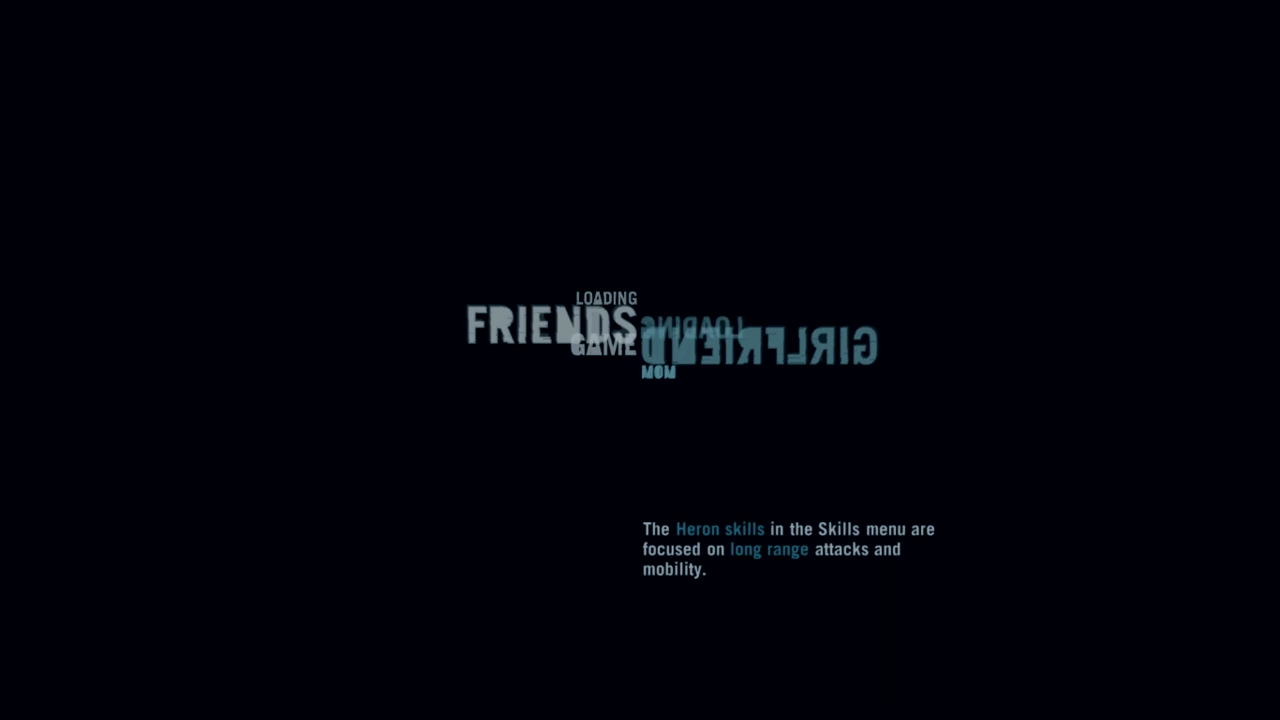 LOADING
FRIENDS
GAME
LOADING
GIRLFRIEND
MOM
The Heron skills in the Skills menu are
focused on long range attacks and
mobility.